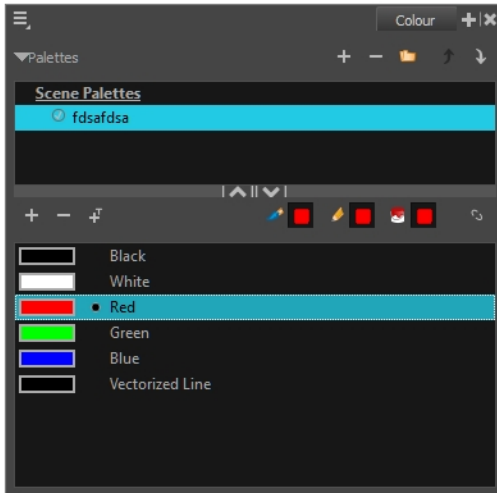 Colour
Palettes
Scene Palettes
fdsafdsa
Black
White
Red
Green
Blue
Vectorized Line